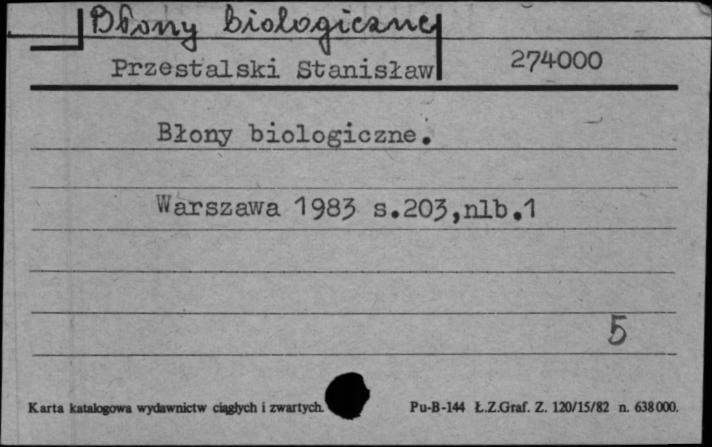 Błony biologiczne
Przestalski Stanisław 274000
Błony biologiczne.
Warszawa 1983 s.203,nlb.1
5
Karta katalogowa wydawnictw ciągłych i zwartych. Pu-B-144 Ł.Z.Graf. Z. 120/15/82 n. 638000.